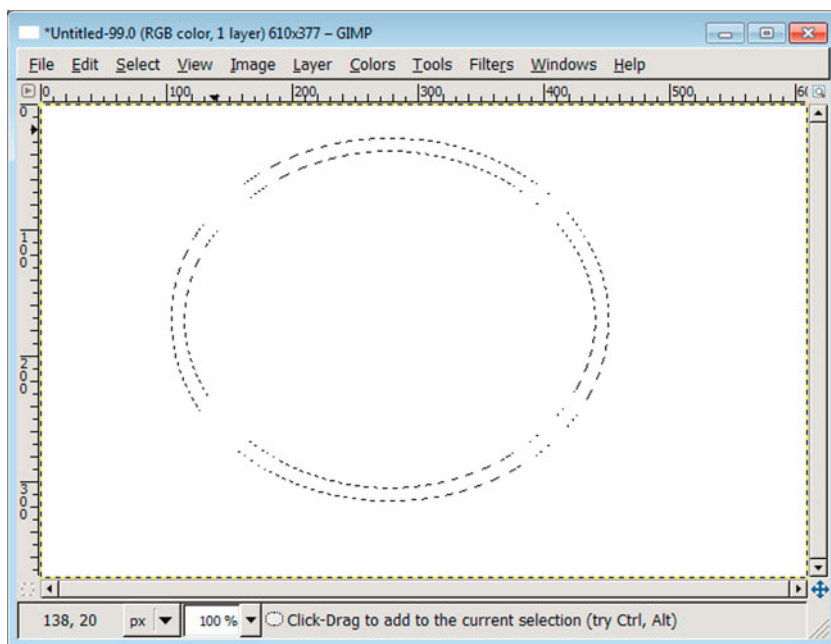 *Untitled-99.0 (RGB color, 1 layer) 610x377 – GIMP
File Edit Select View Image Layer Colors Tools Filters Windows Help
0 100 200 300 400 500 6
0
100
200
300
138, 20 px 100 % Click-Drag to add to the current selection (try Ctrl, Alt)